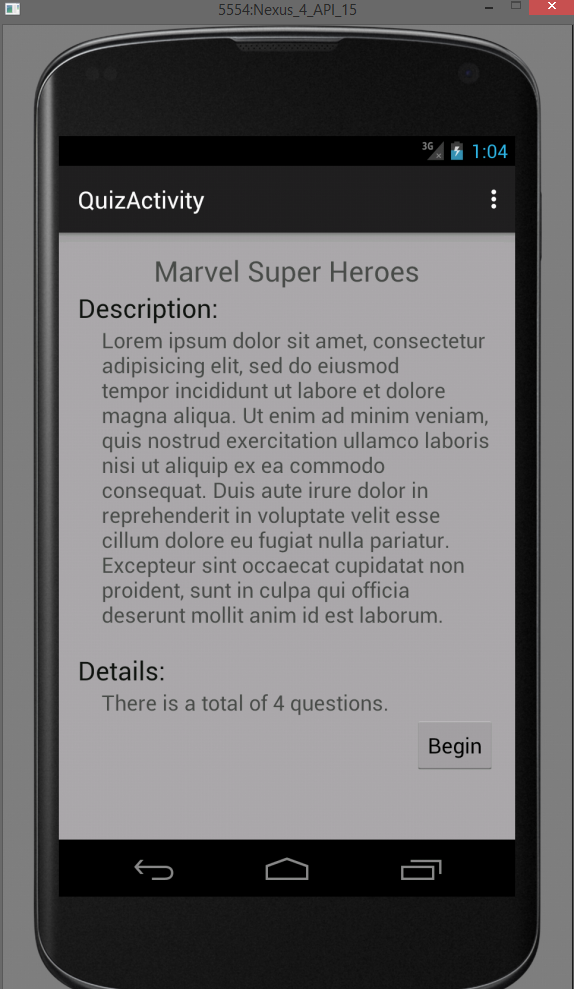 5554:Nexus_4_API_15
3G
1:04
QuizActivity
Marvel Super Heroes
Description:
Lorem ipsum dolor sit amet, consectetur
adipisicing elit, sed do eiusmod
tempor incididunt ut labore et dolore
magna aliqua. Ut enim ad minim veniam,
quis nostrud exercitation ullamco laboris
nisi ut aliquip ex ea commodo
consequat. Duis aute irure dolor in
reprehenderit in voluptate velit esse
cillum dolore eu fugiat nulla pariatur.
Excepteur sint occaecat cupidatat non
proident, sunt in culpa qui officia
deserunt mollit anim id est laborum.
Details:
There is a total of 4 questions.
Begin